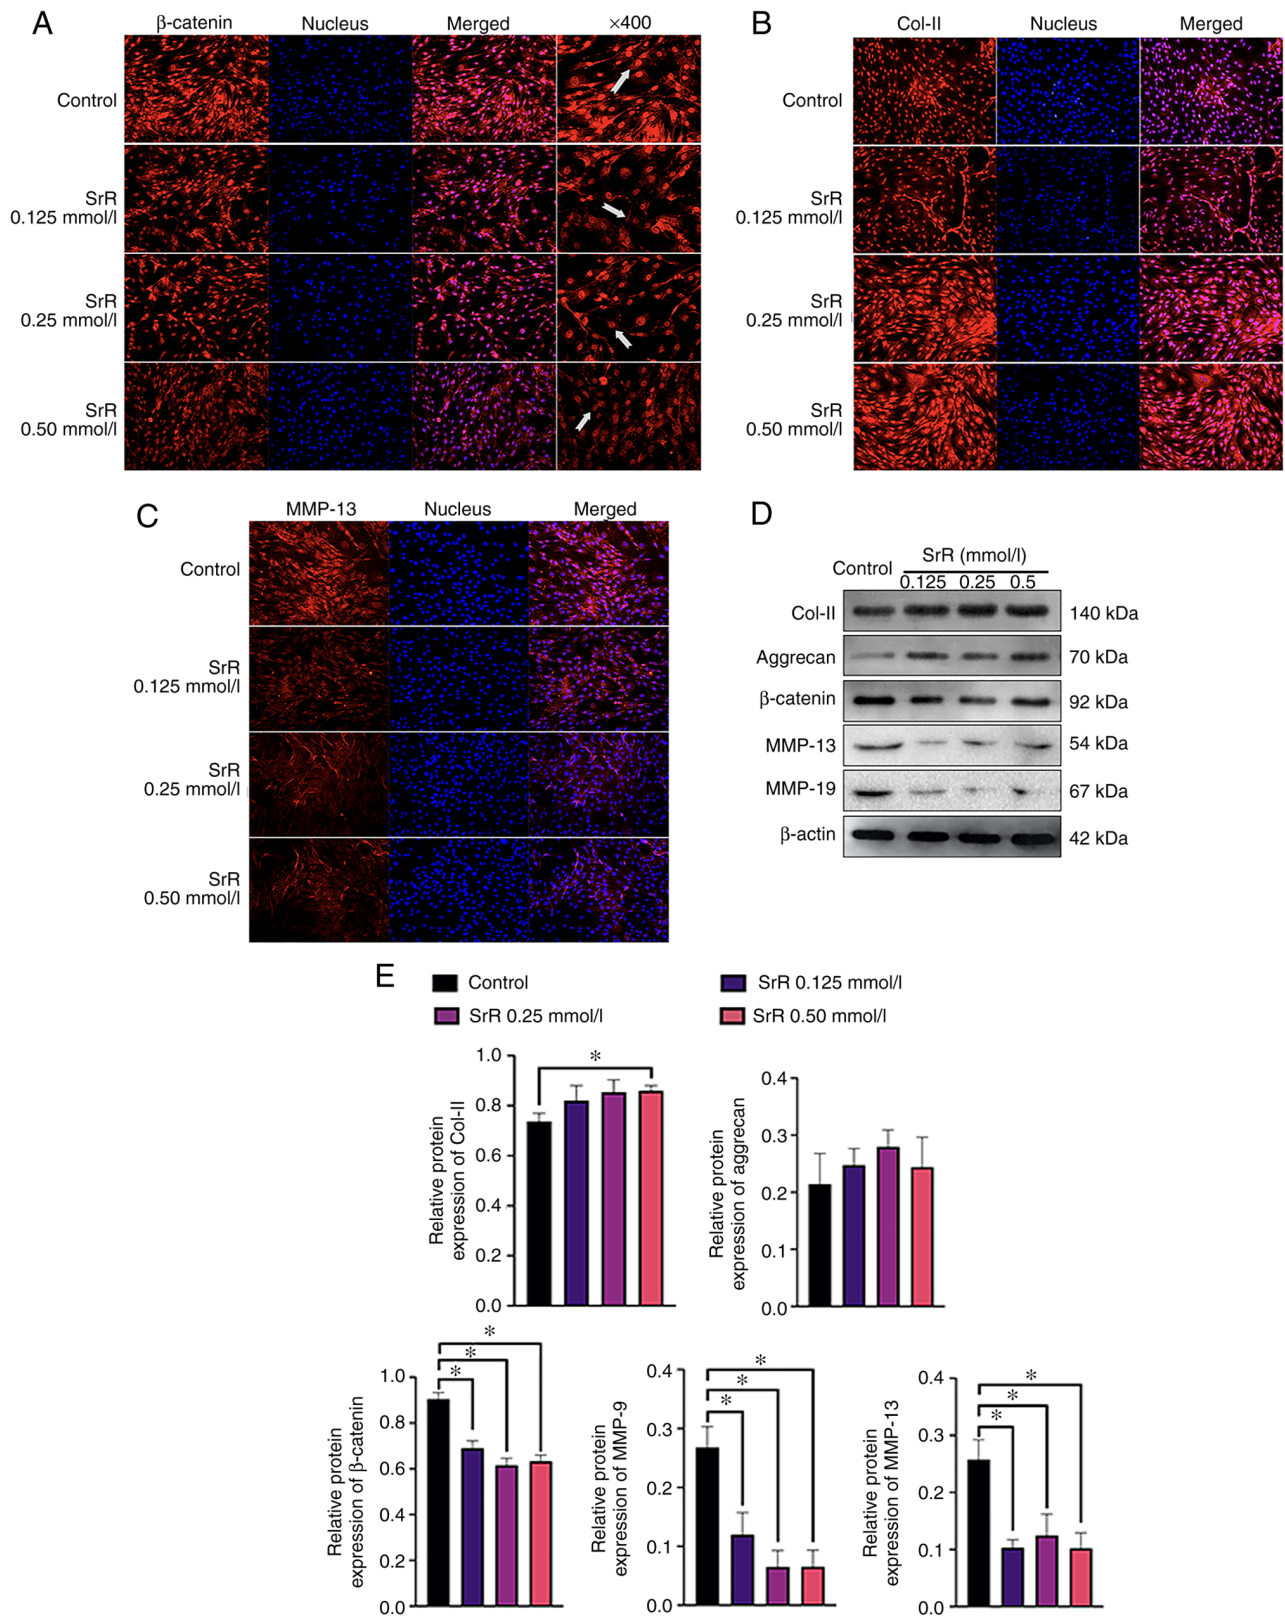 A
β-catenin Nucleus Merged ×400
Control
SrR
0.125 mmol/l
SrR
0.25 mmol/l
SrR
0.50 mmol/l
B
Col-II Nucleus Merged
Control
SrR
0.125 mmol/l
SrR
0.25 mmol/l
SrR
0.50 mmol/l
C
MMP-13 Nucleus Merged
Control
SrR
0.125 mmol/l
SrR
0.25 mmol/l
SrR
0.50 mmol/l
D
SrR (mmol/l)
Control 0.125 0.25 0.5
Col-II 140 kDa
Aggrecan 70 kDa
β-catenin 92 kDa
MMP-13 54 kDa
MMP-19 67 kDa
β-actin 42 kDa
E
Control SrR 0.125 mmol/l
SrR 0.25 mmol/l SrR 0.50 mmol/l
Relative protein
expression of Col-II
1.0
0.8
0.6
0.4
0.2
0.0
*
Relative protein
expression of aggrecan
0.4
0.3
0.2
0.1
0.0
Relative protein
expression of β-catenin
1.0
0.8
0.6
0.4
0.2
0.0
*
*
*
Relative protein
expression of MMP-9
0.4
0.3
0.2
0.1
0.0
*
*
*
Relative protein
expression of MMP-13
0.4
0.3
0.2
0.1
0.0
*
*
*